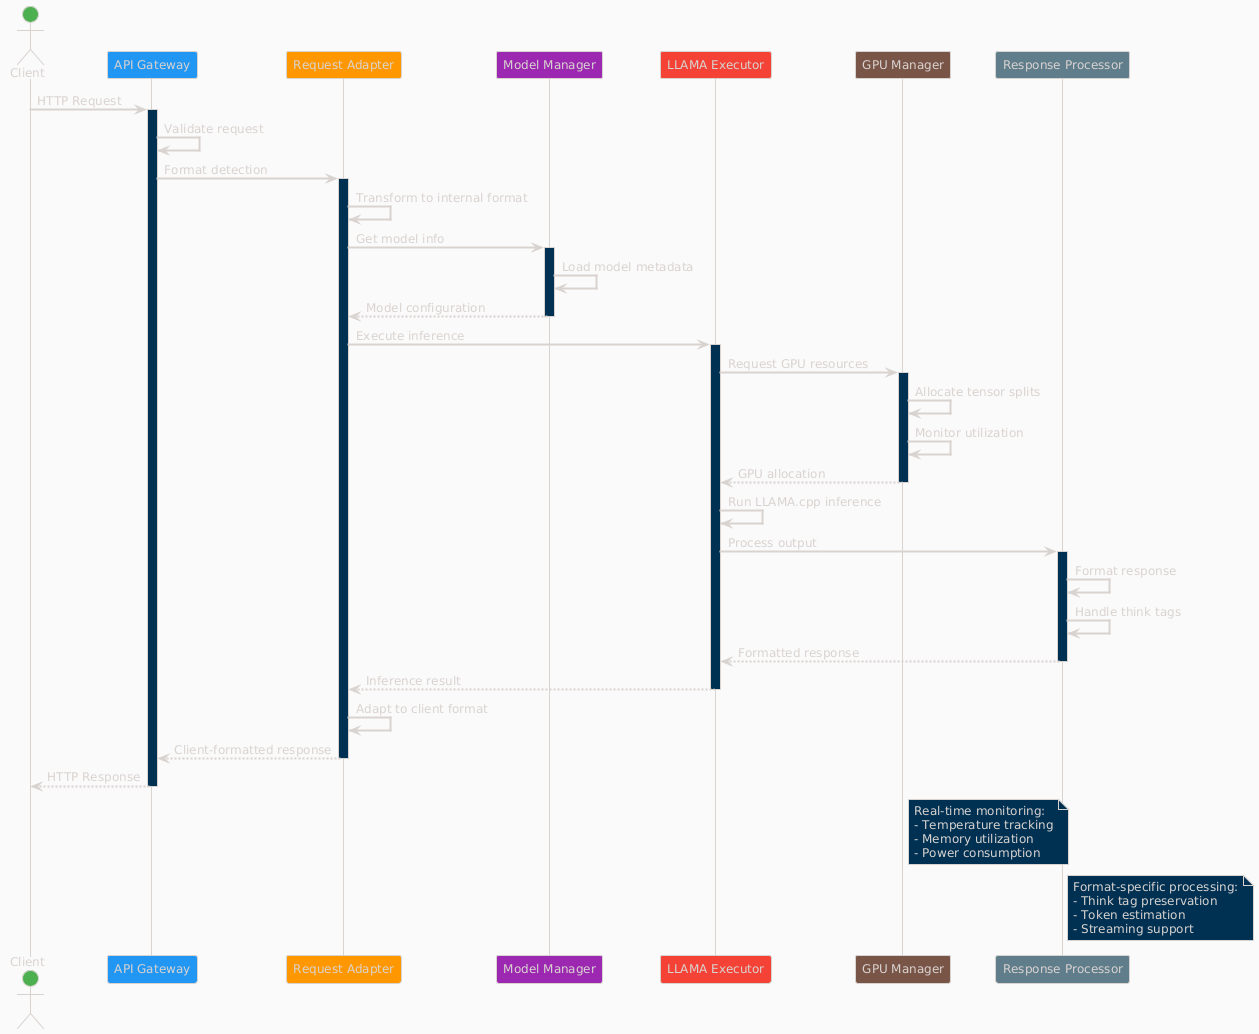 Client
API Gateway
Request Adapter
Model Manager
LLAMA Executor
GPU Manager
Response Processor
HTTP Request
Validate request
Format detection
Transform to internal format
Get model info
Load model metadata
Model configuration
Execute inference
Request GPU resources
Allocate tensor splits
Monitor utilization
GPU allocation
Run LLAMA.cpp inference
Process output
Format response
Handle think tags
Formatted response
Inference result
Adapt to client format
Client-formatted response
HTTP Response
Real-time monitoring:
- Temperature tracking
- Memory utilization
- Power consumption
Format-specific processing:
- Think tag preservation
- Token estimation
- Streaming support
Client
API Gateway
Request Adapter
Model Manager
LLAMA Executor
GPU Manager
Response Processor